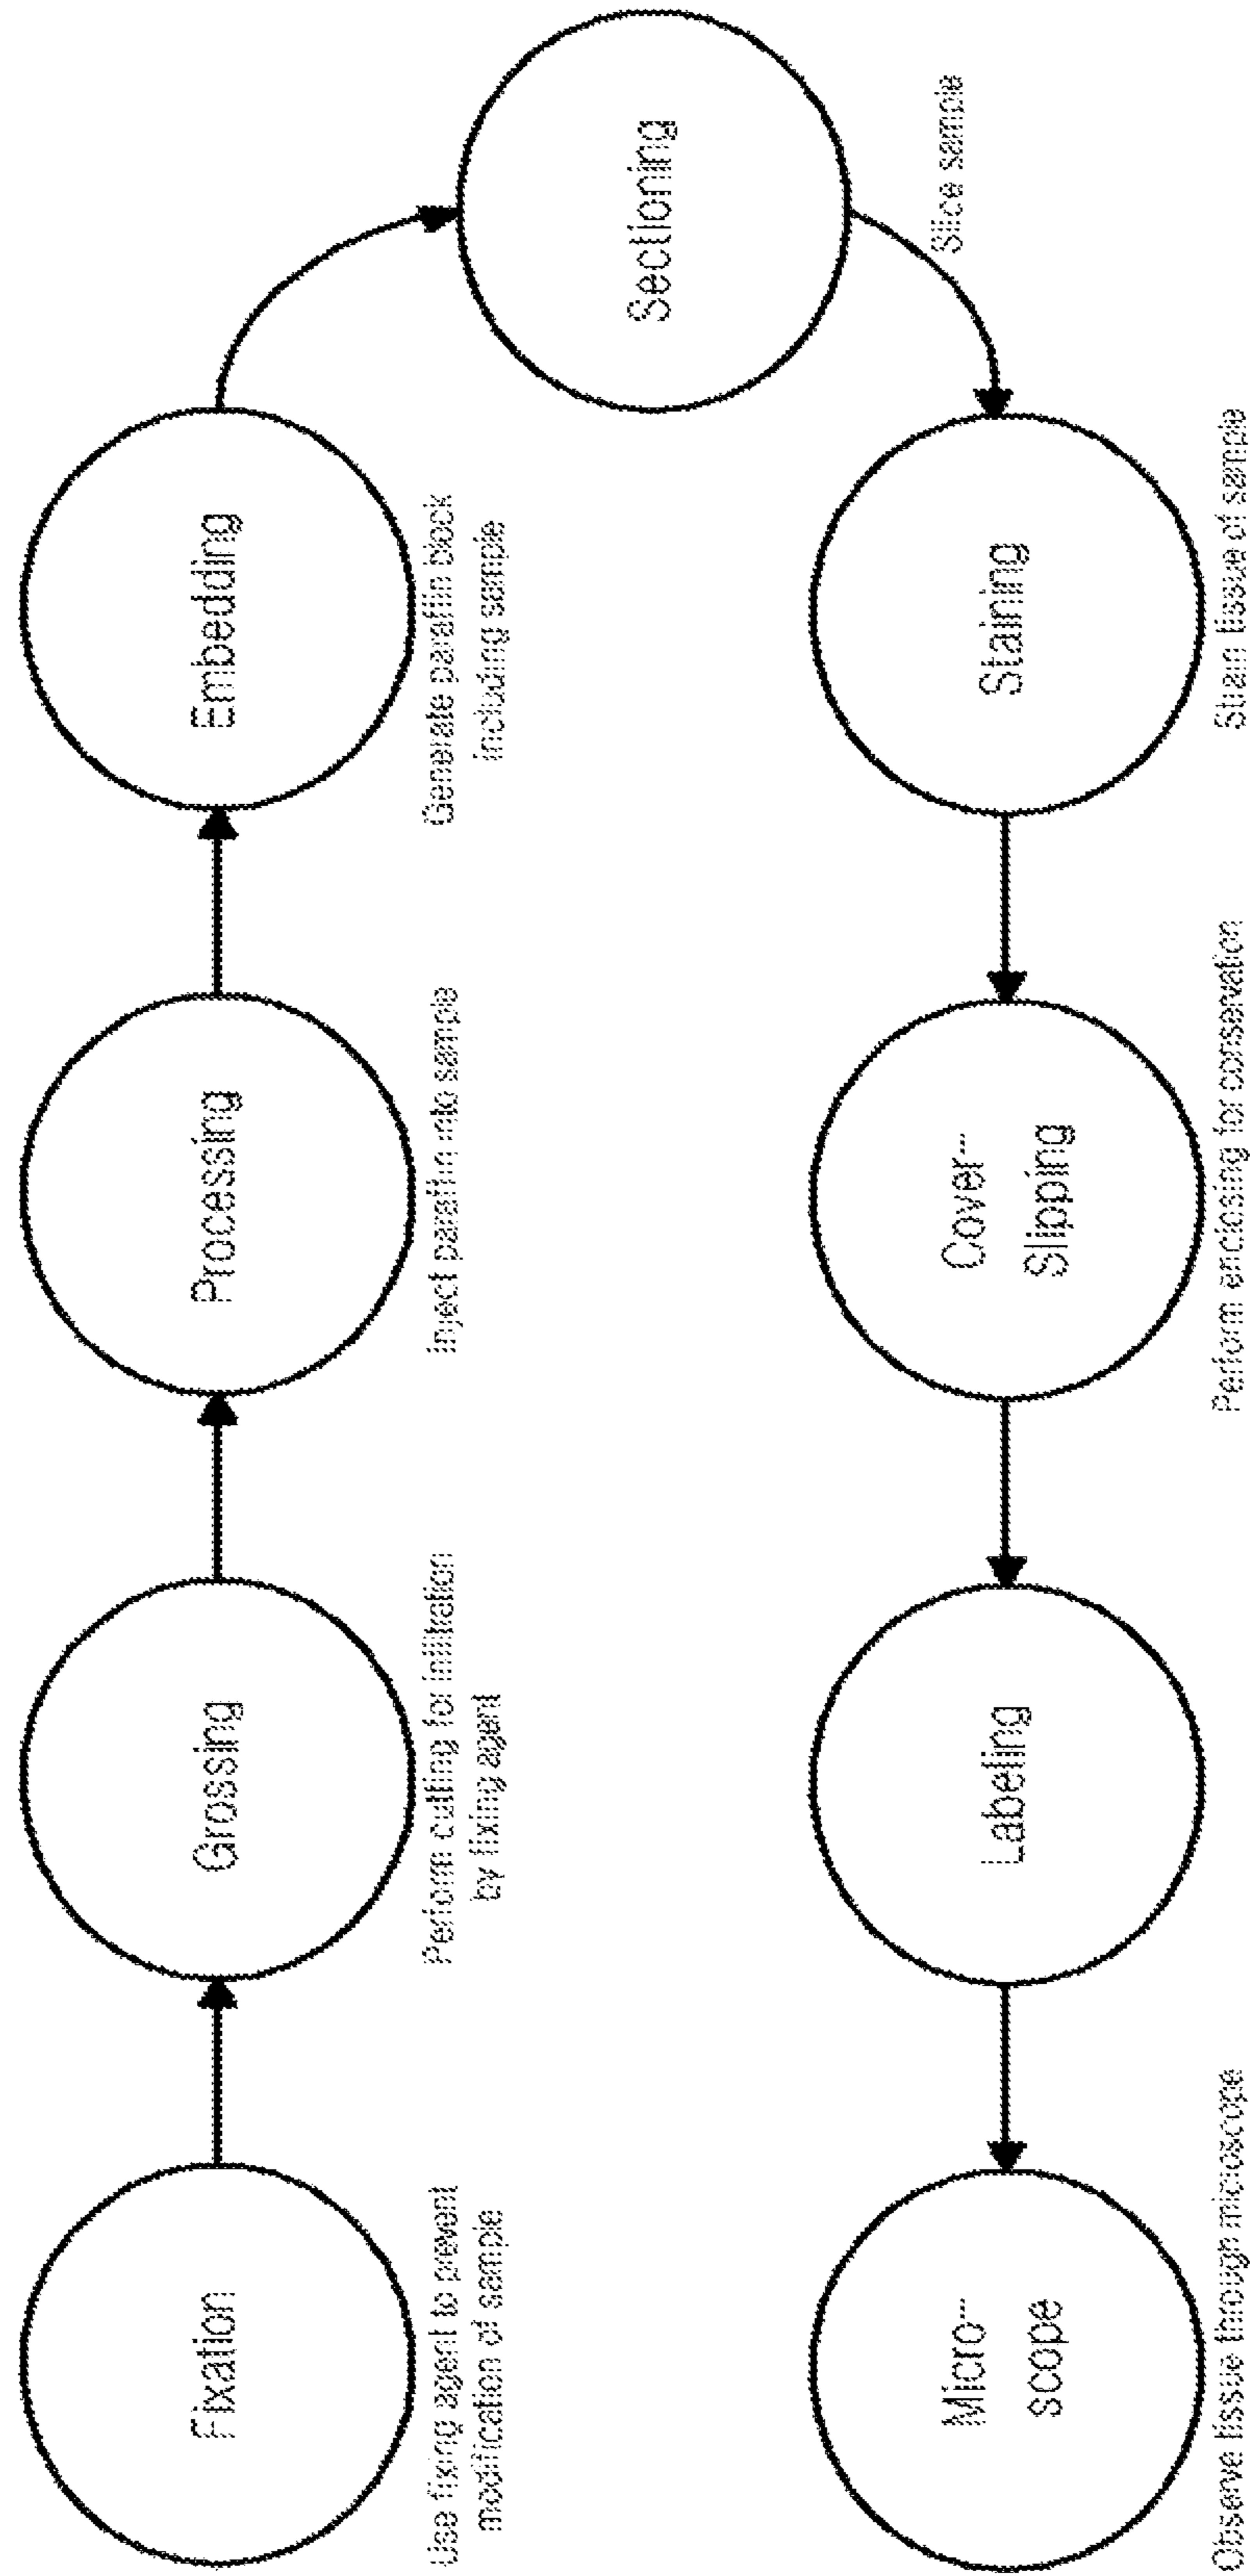 Fixation
Use fixing agent to prevent
modification of sample
Grossing
Perform cutting for infiltration
by fixing agent
Processing
Inject paraffin into sample
Embedding
Generate paraffin block
including sample
Sectioning
Slice sample
Staining
Strain tissue of sample
Cover-
Slipping
Perform enclosing for conservation
Labeling
Micro-
scope
Observe tissue through microscope